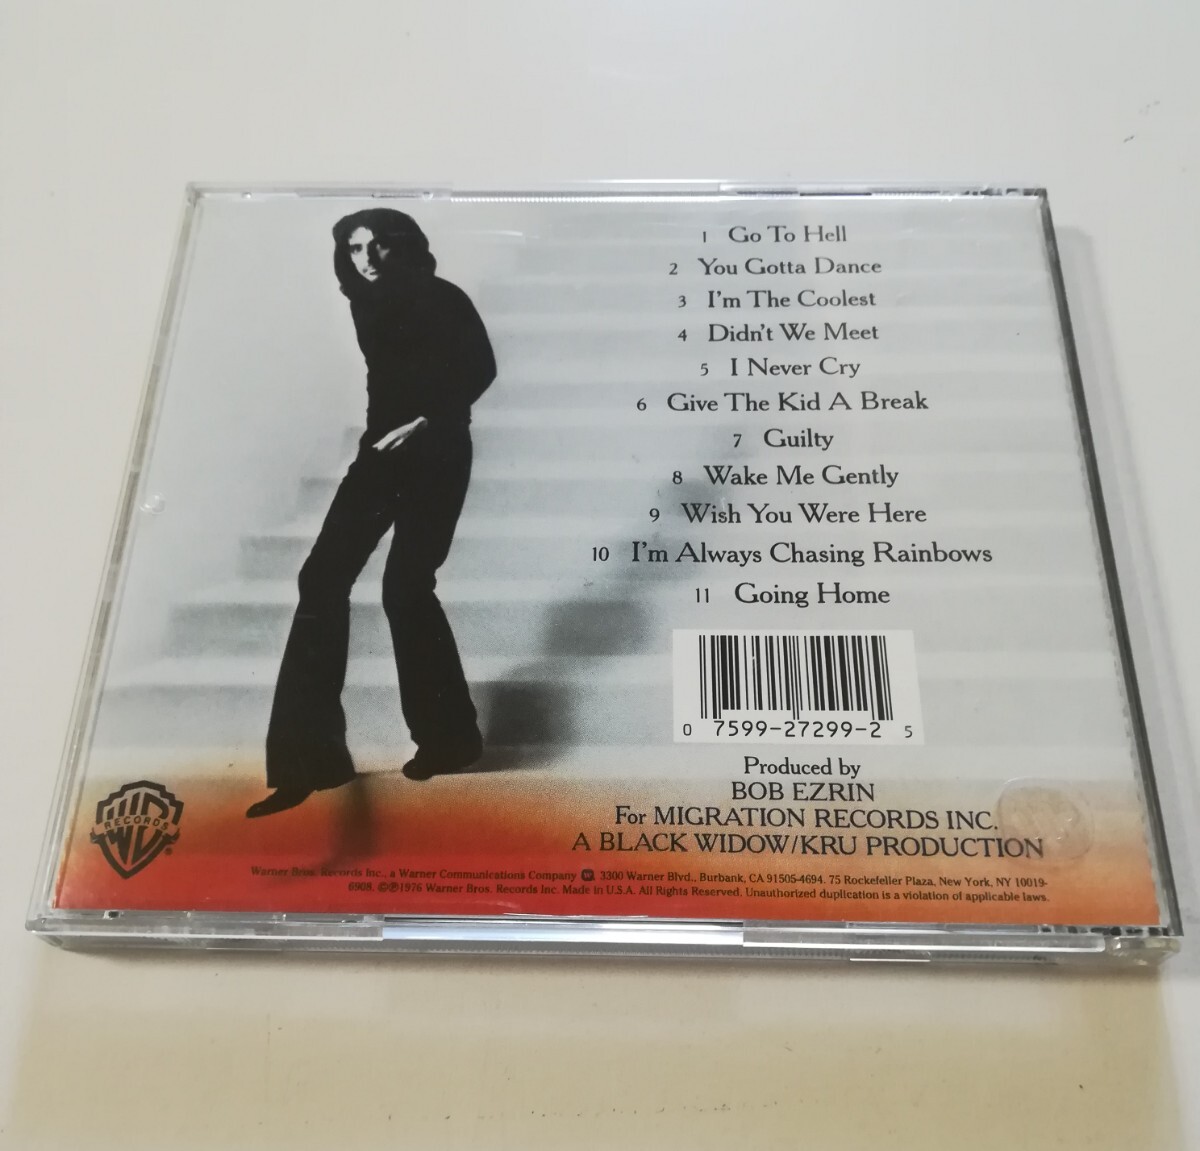 1 Go To Hell
2 You Gotta Dance
3 I'm The Coolest
4 Didn't We Meet
5 I Never Cry
6 Give The Kid A Break
7 Guilty
8 Wake Me Gently
9 Wish You Were Here
10 I'm Always Chasing Rainbows
11 Going Home
0 7599-27299-2 5
Produced by
BOB EZRIN
For MIGRATION RECORDS INC.
A BLACK WIDOW/KRU PRODUCTION
WB
RECORDS
®
Warner Bros. Records Inc., a Warner Communications Company 3300 Warner Blvd., Burbank, CA 91505-4694. 75 Rockefeller Plaza, New York, NY 10019-
6908. ©℗1976 Warner Bros. Records Inc. Made in U.S.A. All Rights Reserved. Unauthorized duplication is a violation of applicable laws.